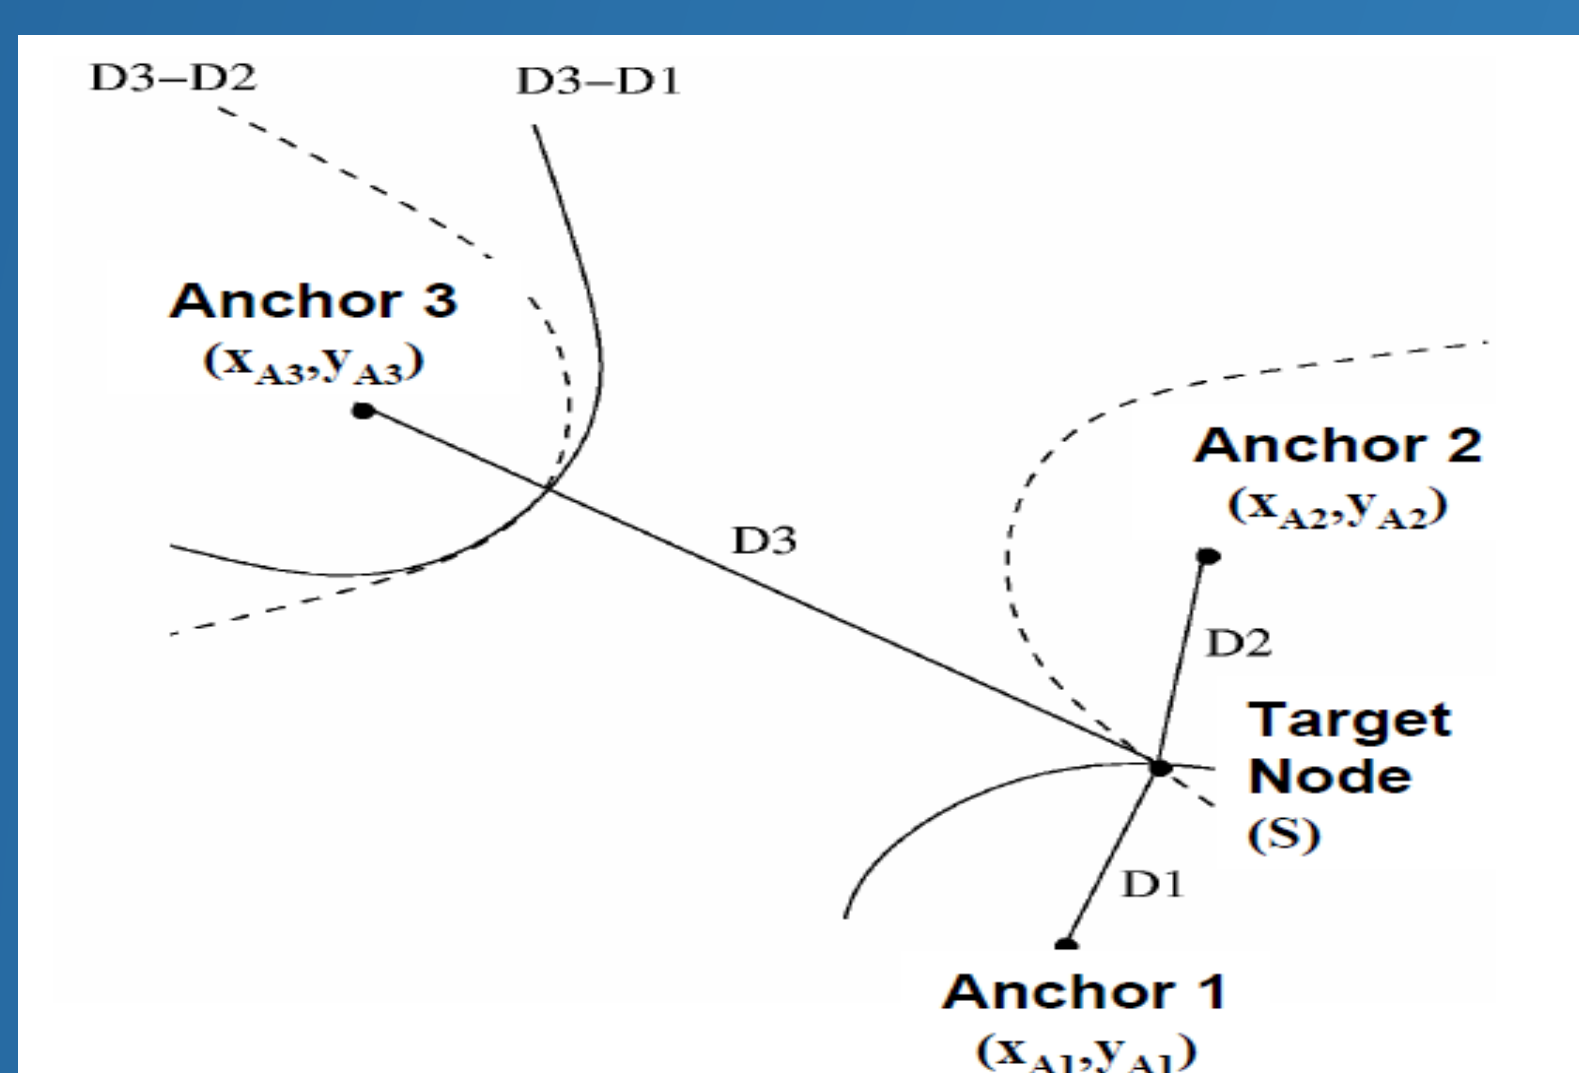 D3–D2
D3–D1
Anchor 3
(xA3,yA3)
Anchor 2
(xA2,yA2)
D3
D2
Target
Node
(S)
D1
Anchor 1
(xA1,yA1)